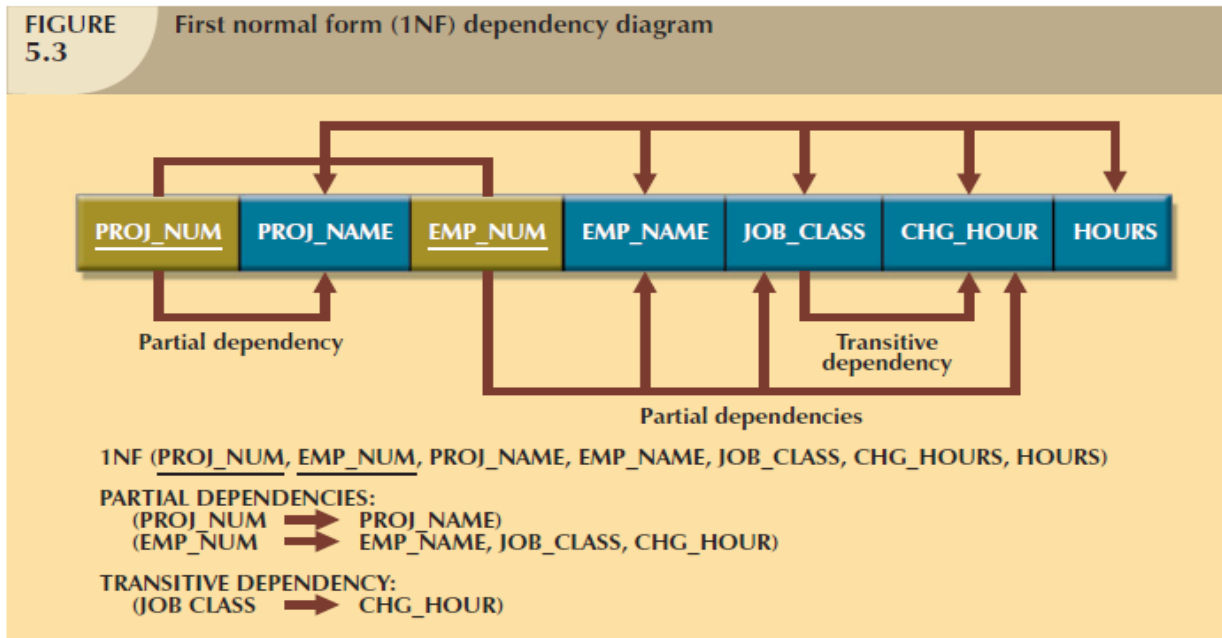 FIGURE 5.3
First normal form (1NF) dependency diagram
PROJ_NUM PROJ_NAME EMP_NUM EMP_NAME JOB_CLASS CHG_HOUR HOURS
Partial dependency
Transitive
dependency
Partial dependencies
1NF (PROJ_NUM, EMP_NUM, PROJ_NAME, EMP_NAME, JOB_CLASS, CHG_HOURS, HOURS)
PARTIAL DEPENDENCIES:
(PROJ_NUM PROJ_NAME)
(EMP_NUM EMP_NAME, JOB_CLASS, CHG_HOUR)
TRANSITIVE DEPENDENCY:
(JOB CLASS CHG_HOUR)